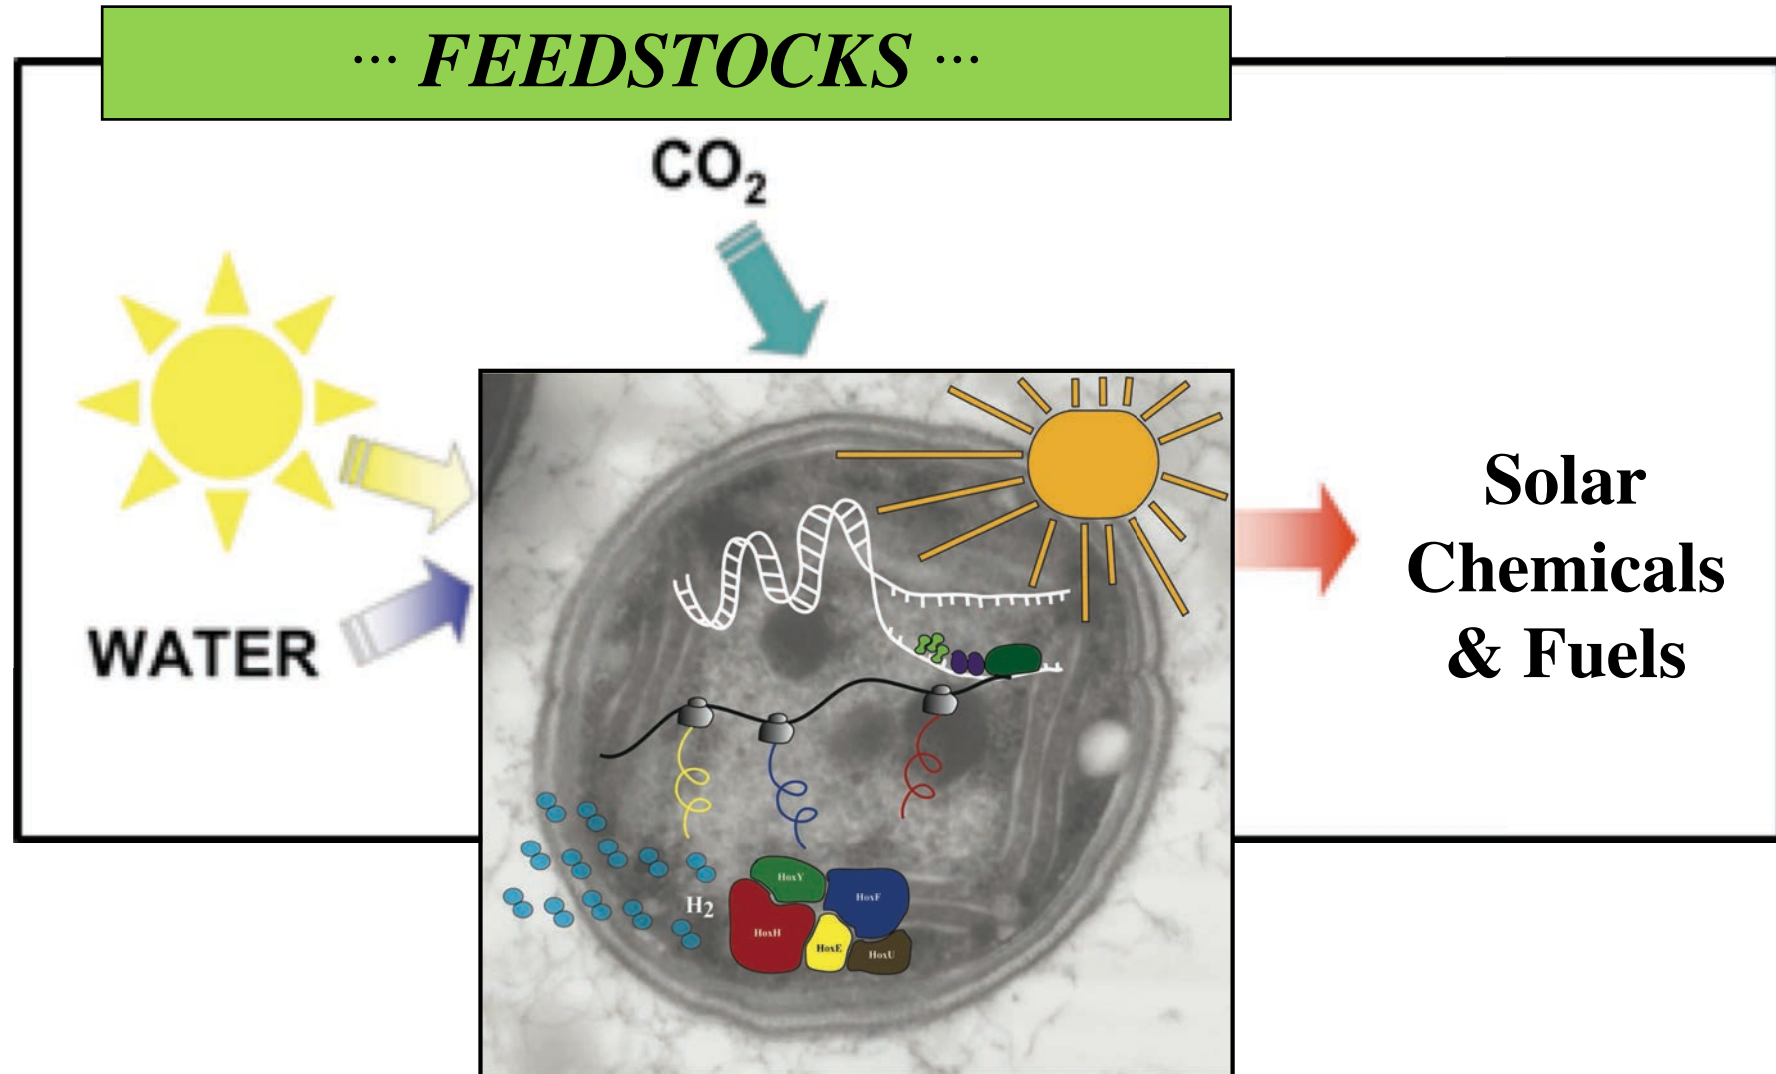 ... FEEDSTOCKS ...
CO2
WATER
Solar
Chemicals
& Fuels
H2
HoxY
HoxF
HoxH
HoxE
HoxU